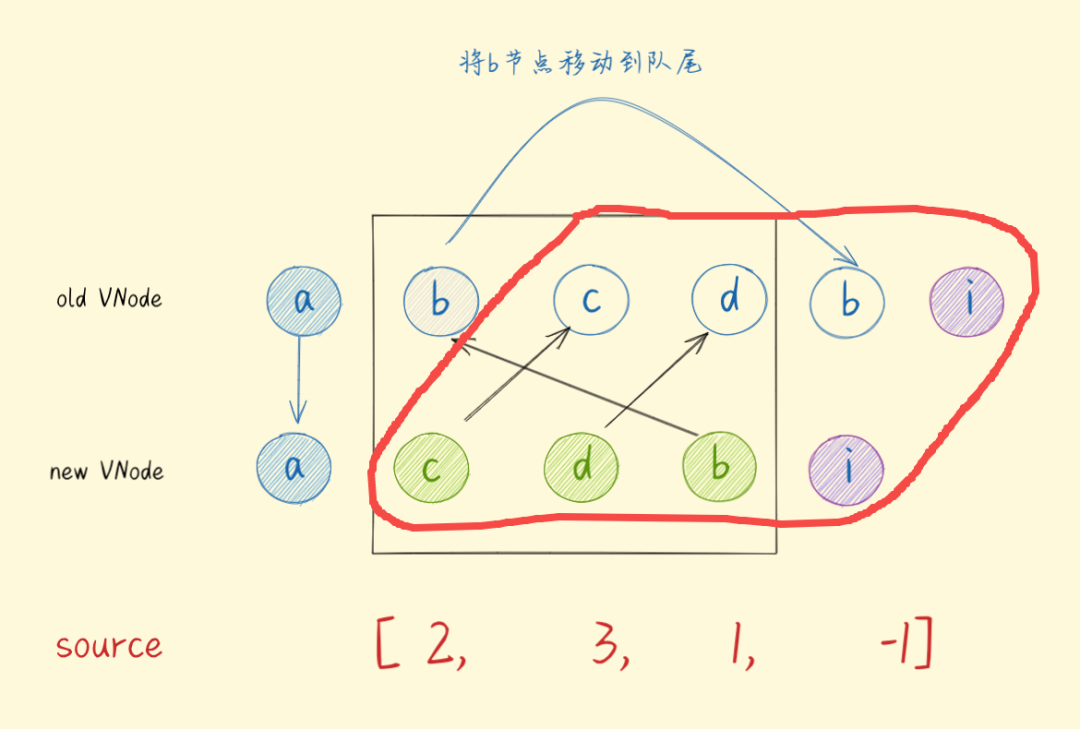 将b节点移动到队尾
old VNode a b c d b i
new VNode a c d b i
source [ 2, 3, 1, -1]